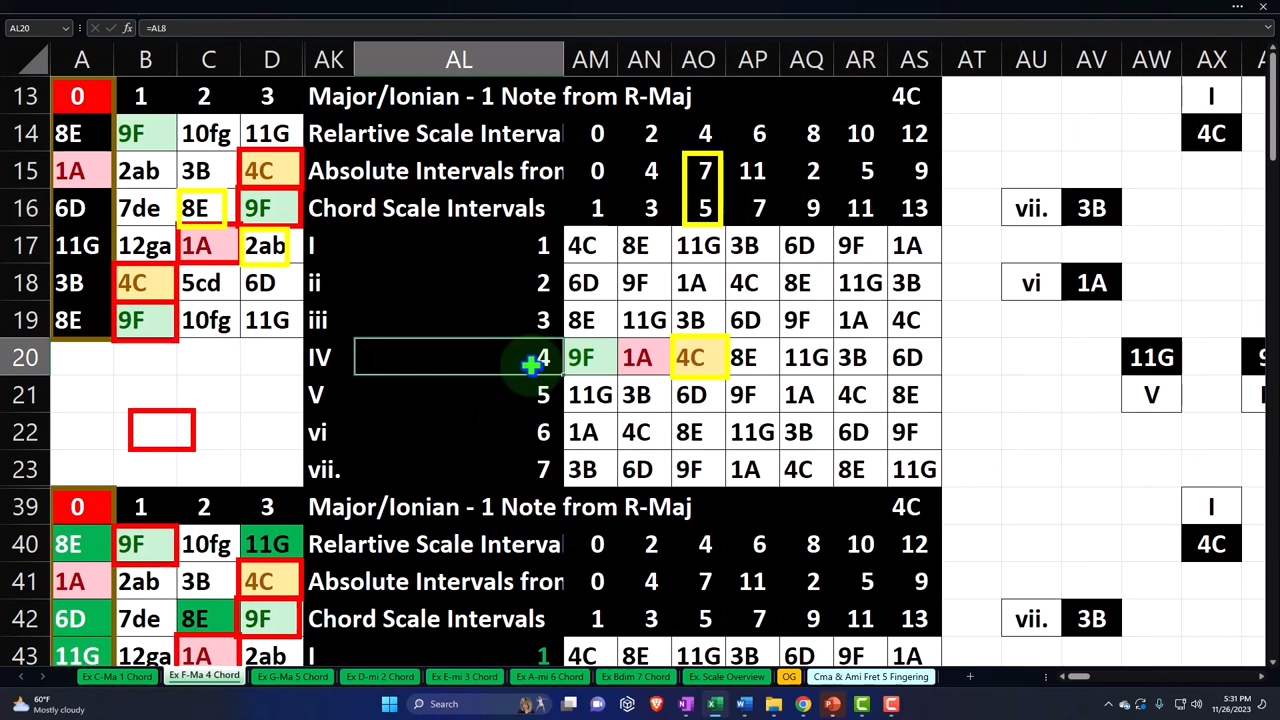 AL20 fx =AL8
A B C D AK AL AM AN AO AP AQ AR AS AT AU AV AW AX
13 0 1 2 3 Major/Ionian - 1 Note from R-Maj 4C I
14 8E 9F 10fg 11G Relartive Scale Interva 0 2 4 6 8 10 12 4C
15 1A 2ab 3B 4C Absolute Intervals from 0 4 7 11 2 5 9
16 6D 7de 8E 9F Chord Scale Intervals 1 3 5 7 9 11 13 vii. 3B
17 11G 12ga 1A 2ab I 1 4C 8E 11G 3B 6D 9F 1A
18 3B 4C 5cd 6D ii 2 6D 9F 1A 4C 8E 11G 3B vi 1A
19 8E 9F 10fg 11G iii 3 8E 11G 3B 6D 9F 1A 4C
20 IV 4 9F 1A 4C 8E 11G 3B 6D 11G
21 V 5 11G 3B 6D 9F 1A 4C 8E V
22 vi 6 1A 4C 8E 11G 3B 6D 9F
23 vii. 7 3B 6D 9F 1A 4C 8E 11G
39 0 1 2 3 Major/Ionian - 1 Note from R-Maj 4C I
40 8E 9F 10fg 11G Relartive Scale Interva 0 2 4 6 8 10 12 4C
41 1A 2ab 3B 4C Absolute Intervals from 0 4 7 11 2 5 9
42 6D 7de 8E 9F Chord Scale Intervals 1 3 5 7 9 11 13 vii. 3B
43 11G 12ga 1A 2ab I 1 4C 8E 11G 3B 6D 9F 1A
Ex C-Ma 1 Chord Ex F-Ma 4 Chord Ex G-Ma 5 Chord Ex D-mi 2 Chord Ex E-mi 3 Chord Ex A-mi 6 Chord Ex Bdim 7 Chord Ex. Scale Overview OG Cma & Ami Fret 5 Fingering
60°F
Mostly cloudy
Search
5:31 PM
11/26/2023